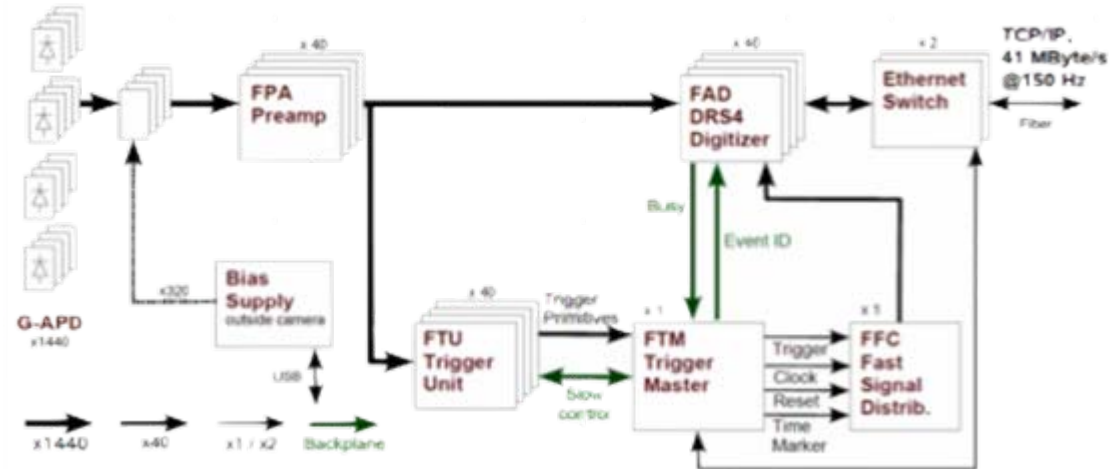 x 40
FPA
Preamp
x 40
FAD
DRS4
Digitizer
x 2
Ethernet
Switch
TCP/IP,
41 MByte/s
@150 Hz
Fiber
Busy
Event ID
x320
Bias
Supply
outside camera
USB
G-APD
x1440
x 40
FTU
Trigger
Unit
Trigger
Primitives
Slow
control
x 1
FTM
Trigger
Master
Trigger
Clock
Reset
Time
Marker
FFC
Fast
Signal
Distrib.
x1440
x40
x1 / x2
Backplane